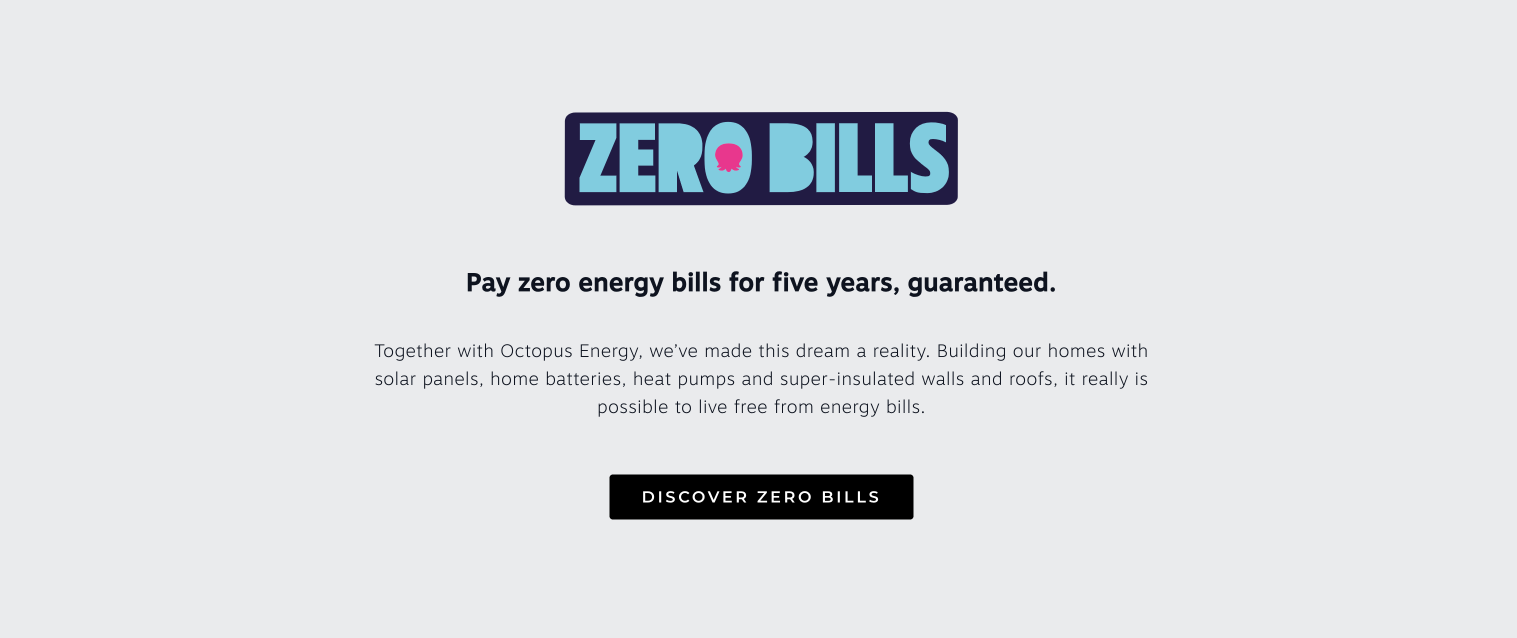 ZERO BILLS
Pay zero energy bills for five years, guaranteed.
Together with Octopus Energy, we’ve made this dream a reality. Building our homes with
solar panels, home batteries, heat pumps and super-insulated walls and roofs, it really is
possible to live free from energy bills.
DISCOVER ZERO BILLS